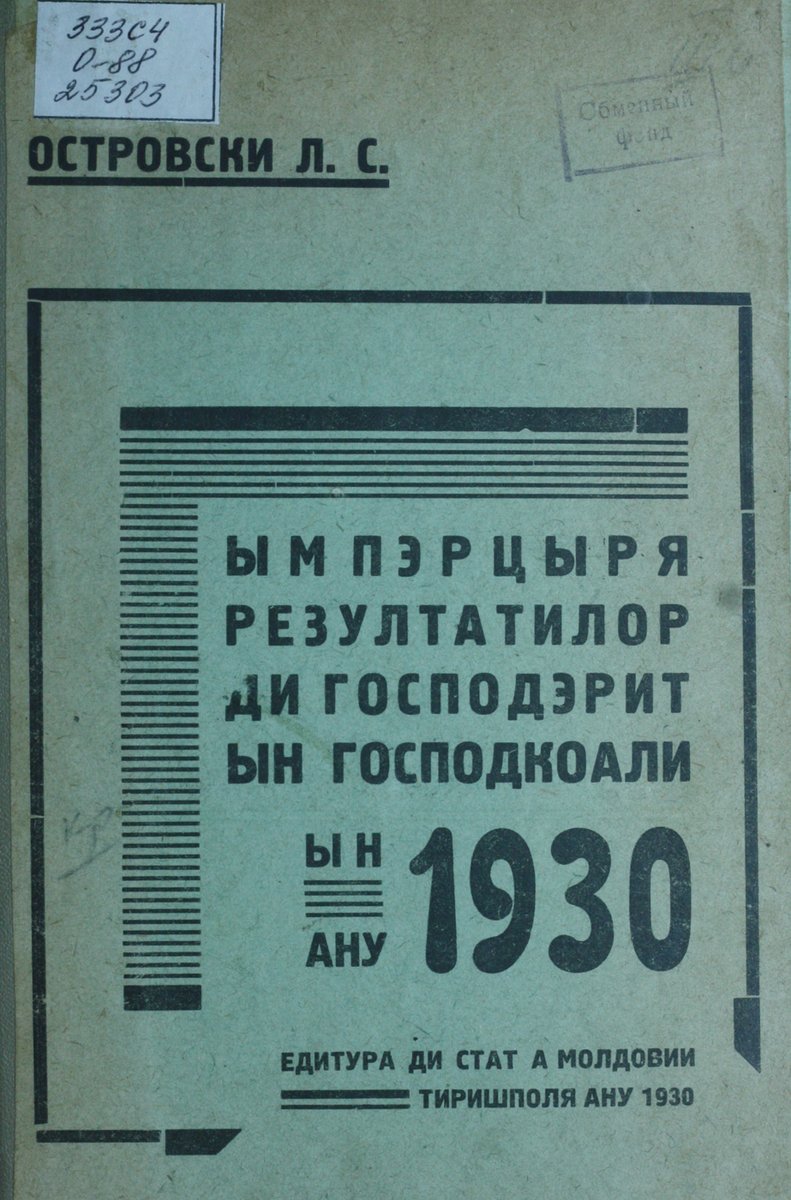 333С4
О-88
25303
Обменный
фонд
ОСТРОВСКИ Л. С.
ЫМПЭРЦЫРЯ
РЕЗУЛТАТИЛОР
ДИ ГОСПОДЭРИТ
ЫН ГОСПОДКОАЛИ
ЫН
АНУ
1930
ЕДИТУРА ДИ СТАТ А МОЛДОВИИ
ТИРИШПОЛЯ АНУ 1930